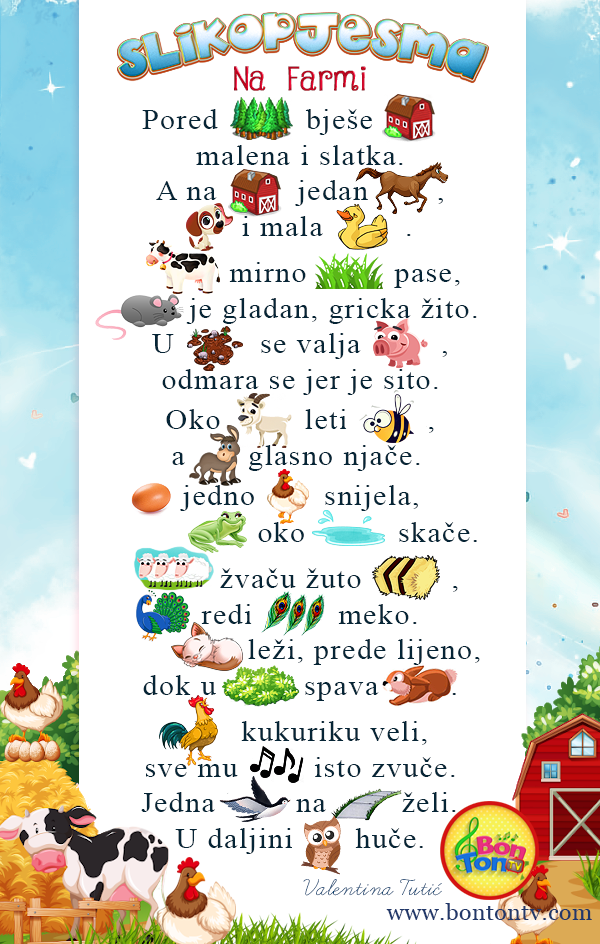 SLIKOPJESMA
Na Farmi
Pored bješe
malena i slatka.
A na jedan ,
i mala .
mirno pase,
je gladan, gricka žito.
U se valja ,
odmara se jer je sito.
Oko leti ,
a glasno njače.
jedno snijela,
oko skače.
žvaču žuto ,
redi meko.
leži, prede lijeno,
dok u spava .
kukuriku veli,
sve mu isto zvuče.
Jedna na želi.
U daljini huče.
Valentina Tutić
Bon
Ton
TV
www.bontontv.com